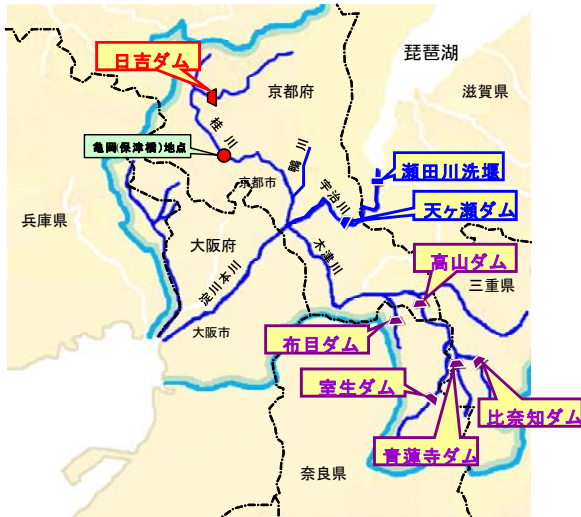 日吉ダム
琵琶湖
京都府
滋賀県
桂川
亀岡(保津橋)地点
鴨川
京都市
瀬田川洗堰
宇治川
天ヶ瀬ダム
兵庫県
大阪府
木津川
高山ダム
淀川本川
三重県
大阪市
布目ダム
室生ダム
比奈知ダム
青蓮寺ダム
奈良県